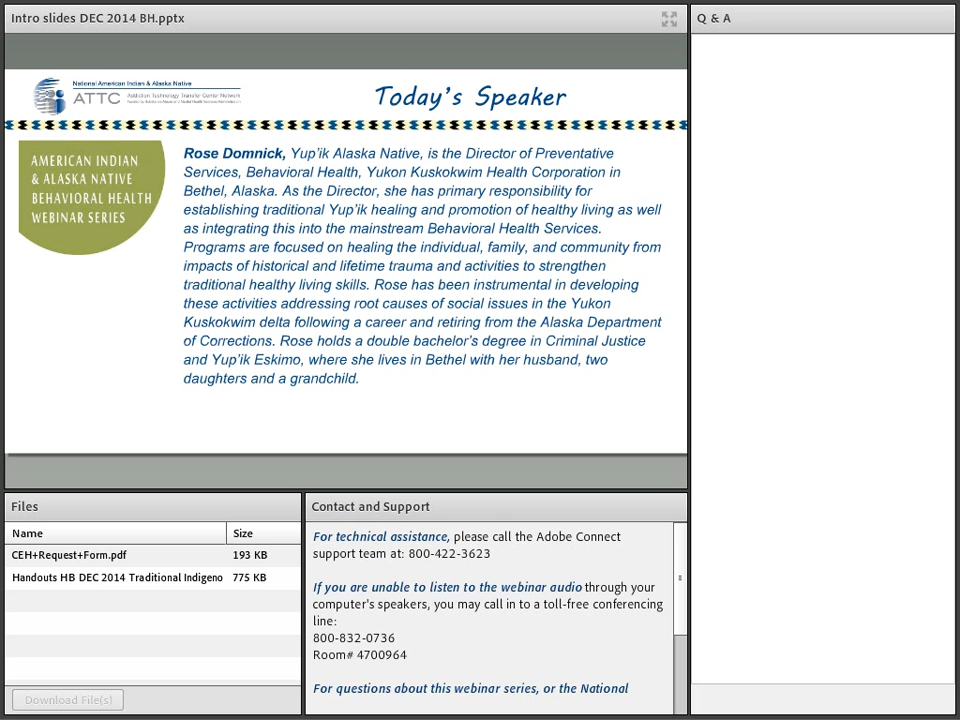 Intro slides DEC 2014 BH.pptx
Q & A
National American Indian & Alaska Native
ATTC Addiction Technology Transfer Center Network
Today's Speaker
AMERICAN INDIAN
& ALASKA NATIVE
BEHAVIORAL HEALTH
WEBINAR SERIES
Rose Domnick, Yup'ik Alaska Native, is the Director of Preventative
Services, Behavioral Health, Yukon Kuskokwim Health Corporation in
Bethel, Alaska. As the Director, she has primary responsibility for
establishing traditional Yup'ik healing and promotion of healthy living as well
as integrating this into the mainstream Behavioral Health Services.
Programs are focused on healing the individual, family, and community from
impacts of historical and lifetime trauma and activities to strengthen
traditional healthy living skills. Rose has been instrumental in developing
these activities addressing root causes of social issues in the Yukon
Kuskokwim delta following a career and retiring from the Alaska Department
of Corrections. Rose holds a double bachelor's degree in Criminal Justice
and Yup'ik Eskimo, where she lives in Bethel with her husband, two
daughters and a grandchild.
Files
Name Size
CEH+Request+Form.pdf 193 KB
Handouts HB DEC 2014 Traditional Indigeno 775 KB
Download File(s)
Contact and Support
For technical assistance, please call the Adobe Connect
support team at: 800-422-3623
If you are unable to listen to the webinar audio through your
computer's speakers, you may call in to a toll-free conferencing
line:
800-832-0736
Room# 4700964
For questions about this webinar series, or the National